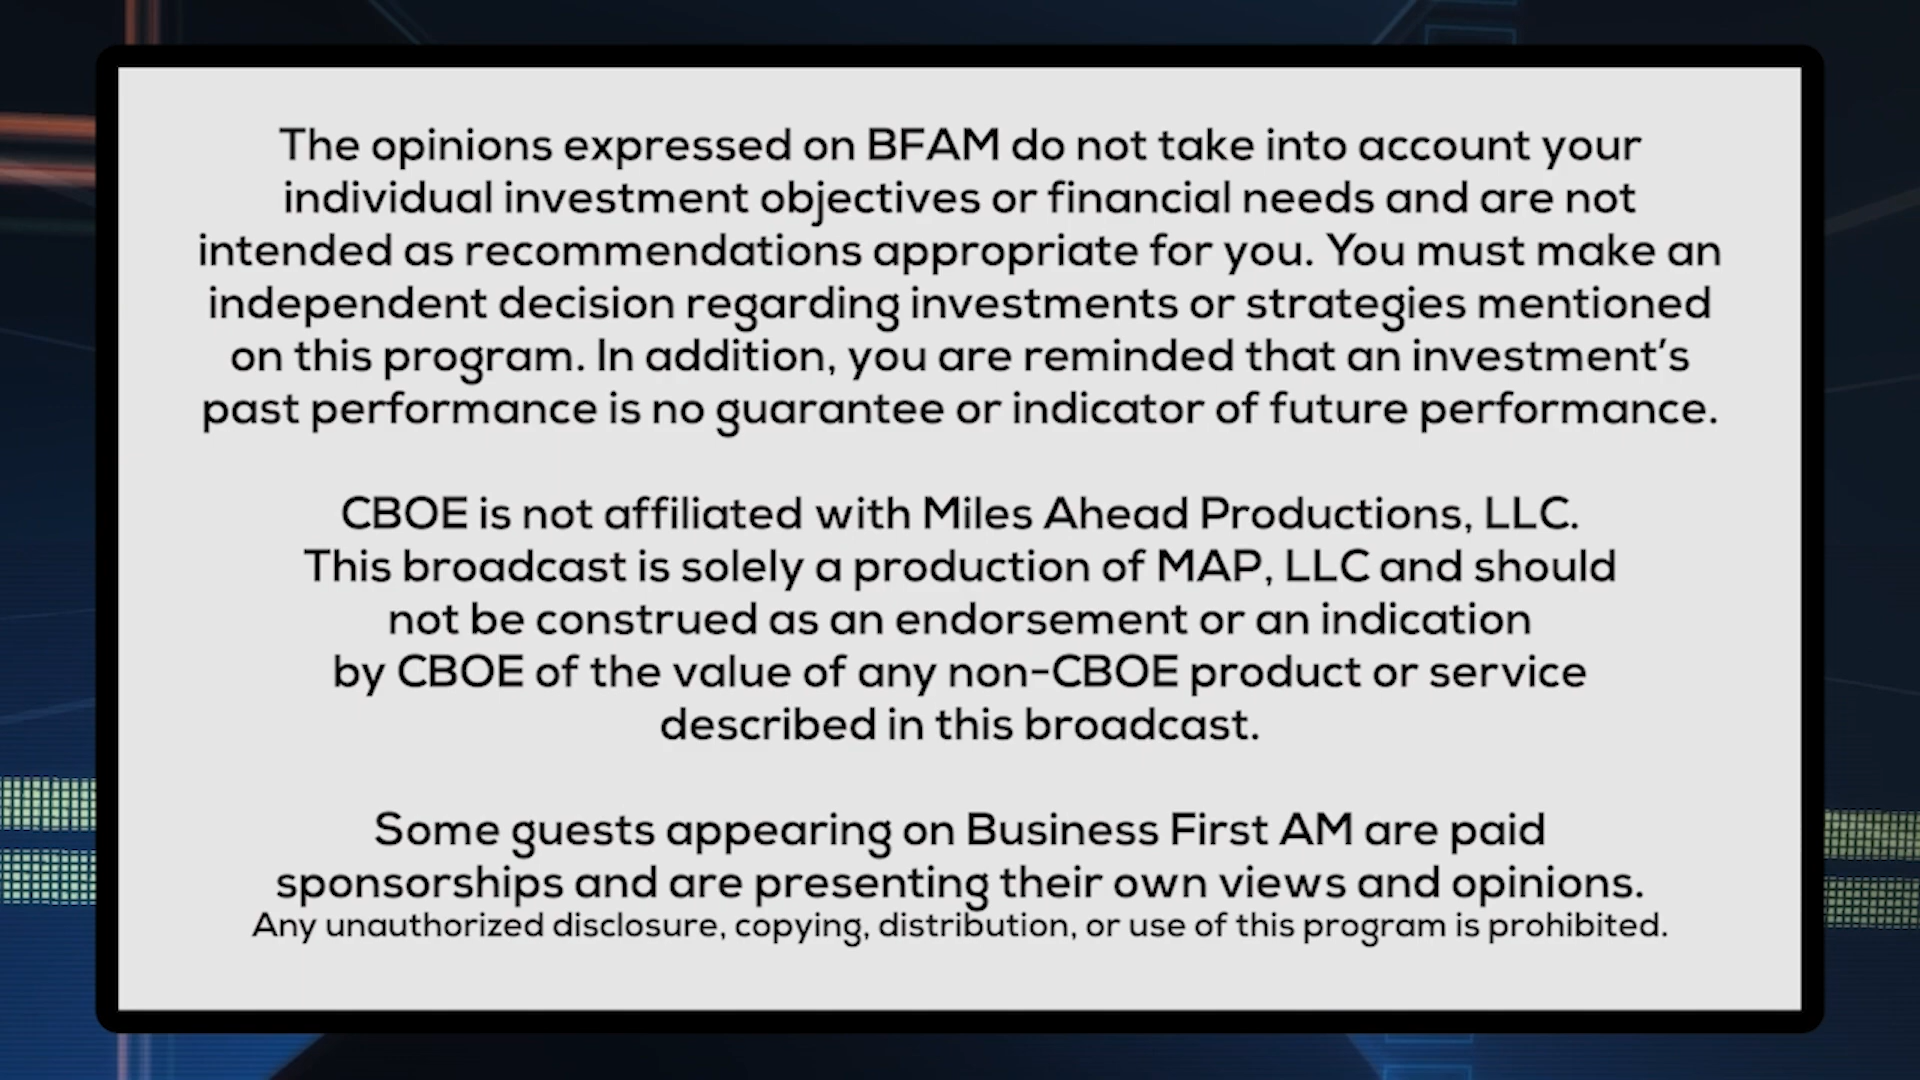 The opinions expressed on BFAM do not take into account your
individual investment objectives or financial needs and are not
intended as recommendations appropriate for you. You must make an
independent decision regarding investments or strategies mentioned
on this program. In addition, you are reminded that an investment's
past performance is no guarantee or indicator of future performance.
CBOE is not affiliated with Miles Ahead Productions, LLC.
This broadcast is solely a production of MAP, LLC and should
not be construed as an endorsement or an indication
by CBOE of the value of any non-CBOE product or service
described in this broadcast.
Some guests appearing on Business First AM are paid
sponsorships and are presenting their own views and opinions.
Any unauthorized disclosure, copying, distribution, or use of this program is prohibited.